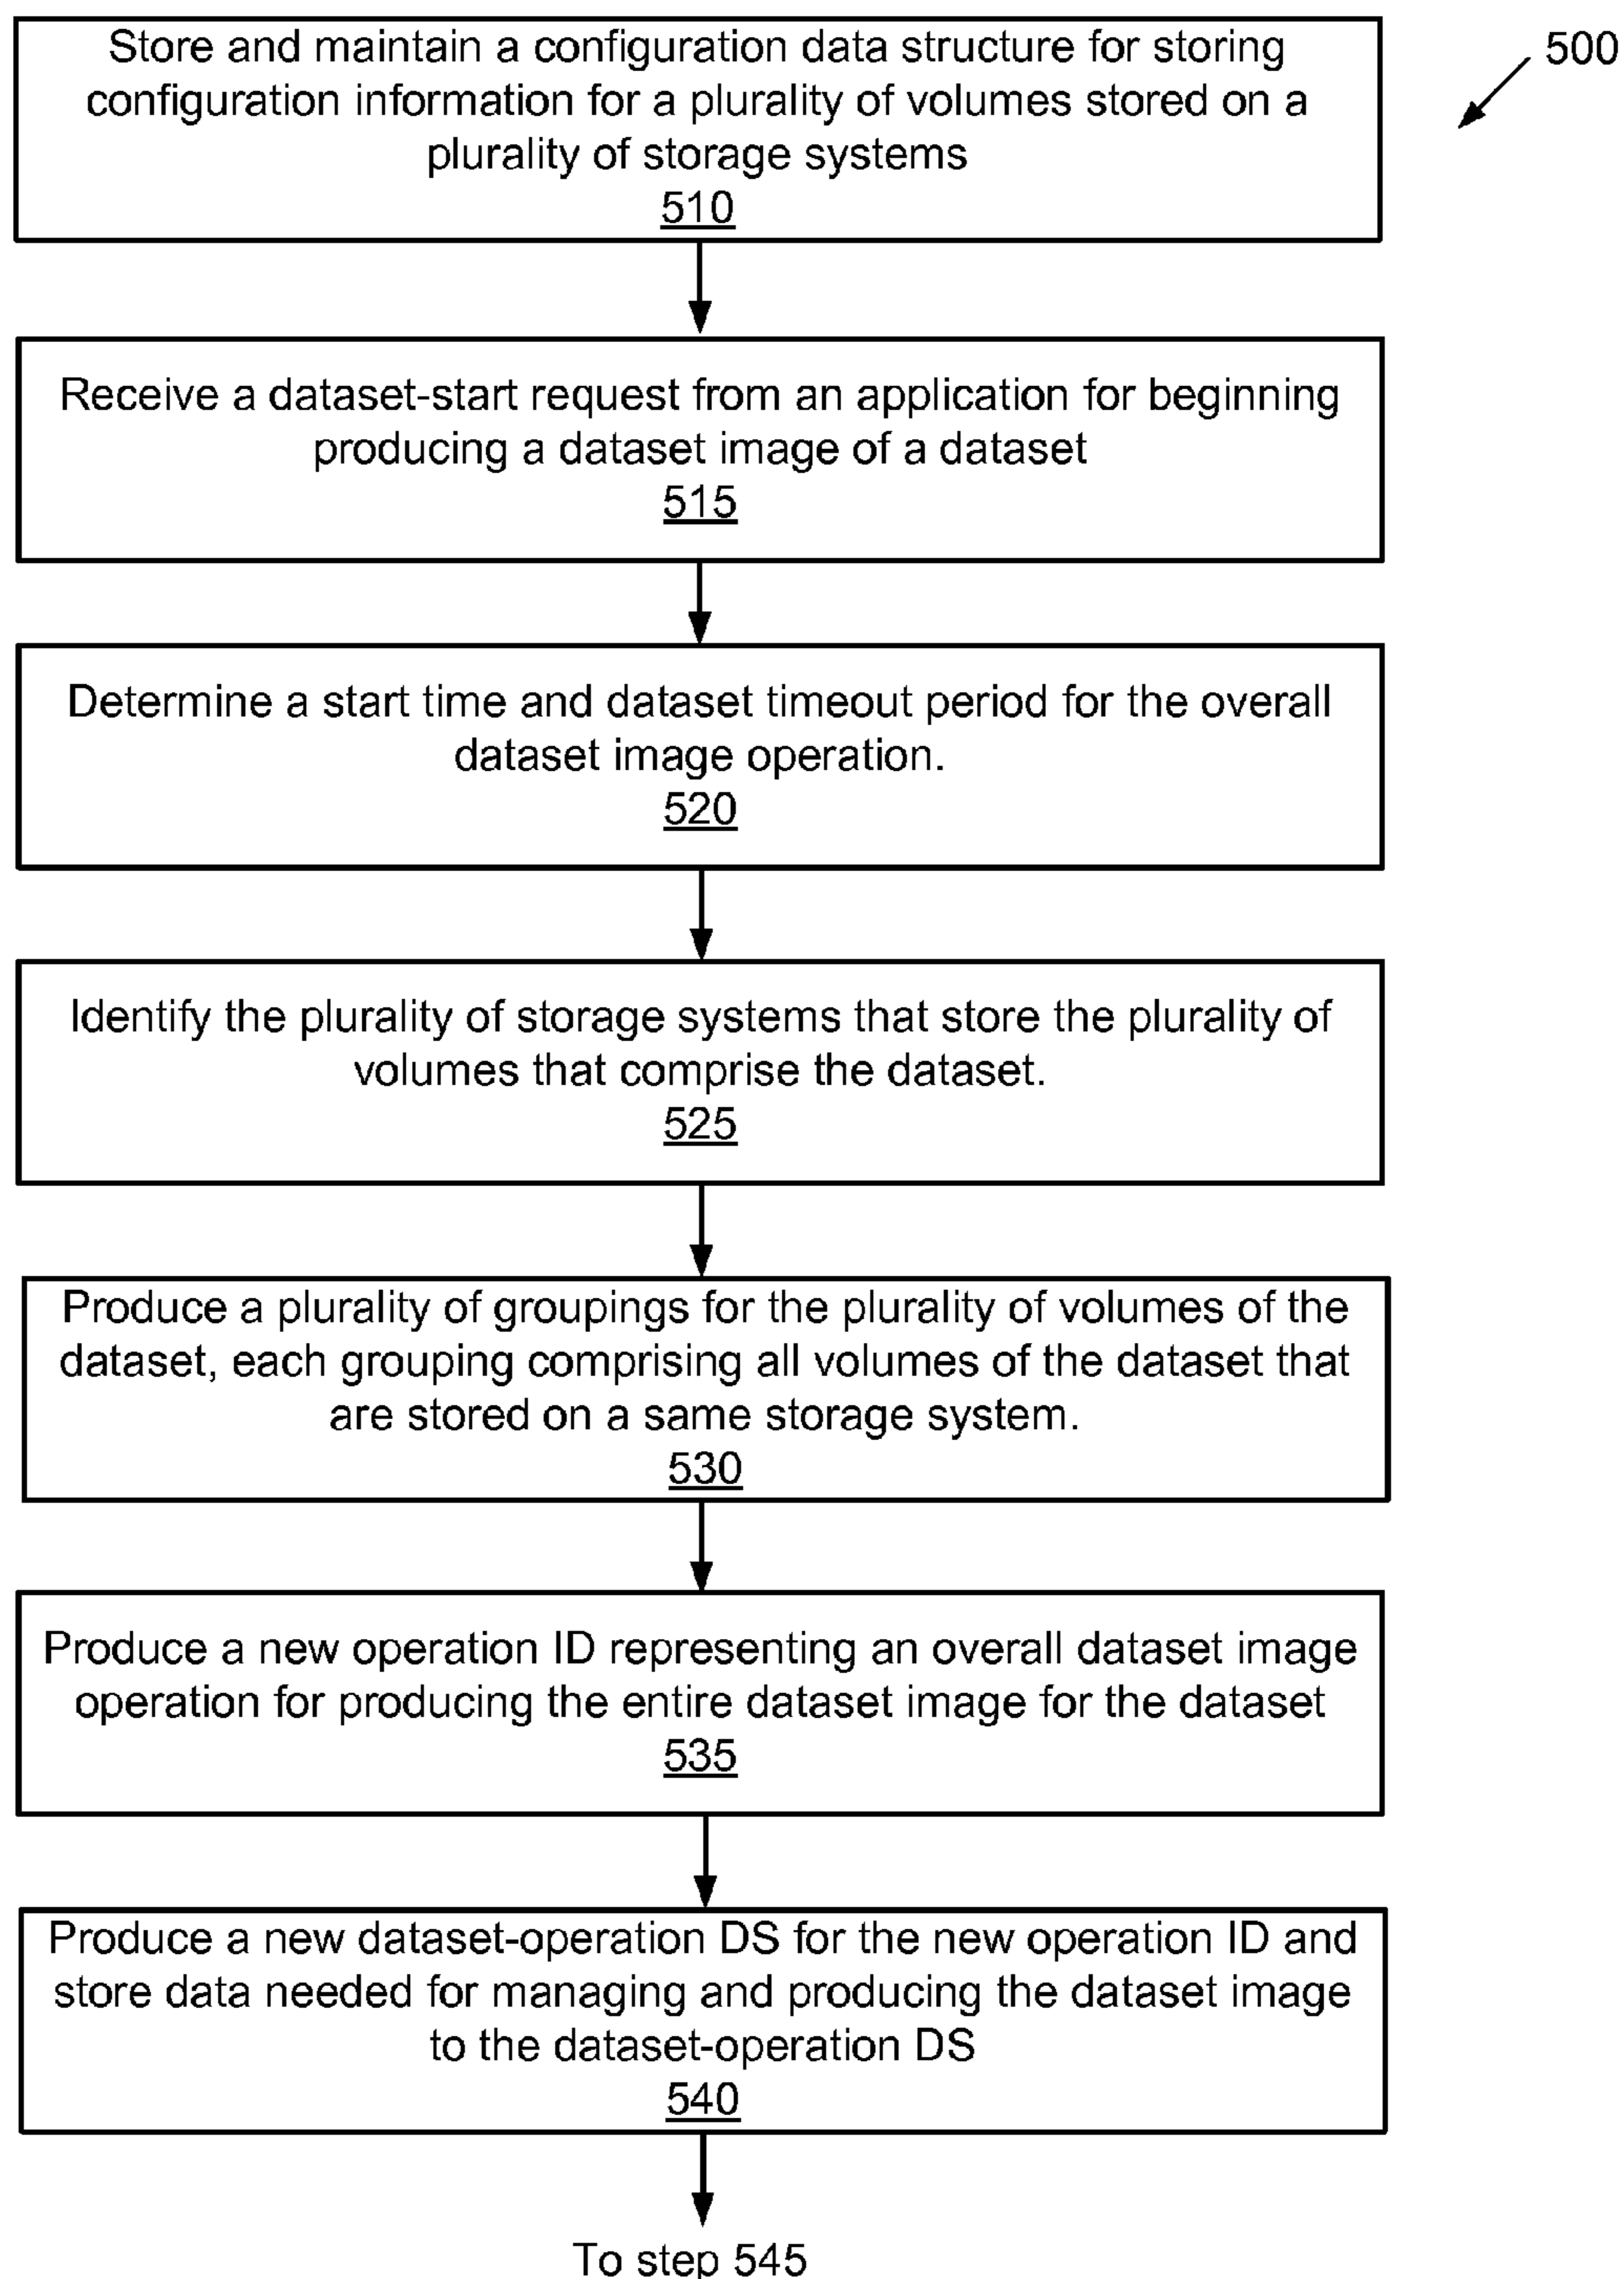 Store and maintain a configuration data structure for storing
configuration information for a plurality of volumes stored on a
plurality of storage systems
510
500
Receive a dataset-start request from an application for beginning
producing a dataset image of a dataset
515
Determine a start time and dataset timeout period for the overall
dataset image operation.
520
Identify the plurality of storage systems that store the plurality of
volumes that comprise the dataset.
525
Produce a plurality of groupings for the plurality of volumes of the
dataset, each grouping comprising all volumes of the dataset that
are stored on a same storage system.
530
Produce a new operation ID representing an overall dataset image
operation for producing the entire dataset image for the dataset
535
Produce a new dataset-operation DS for the new operation ID and
store data needed for managing and producing the dataset image
to the dataset-operation DS
540
To step 545